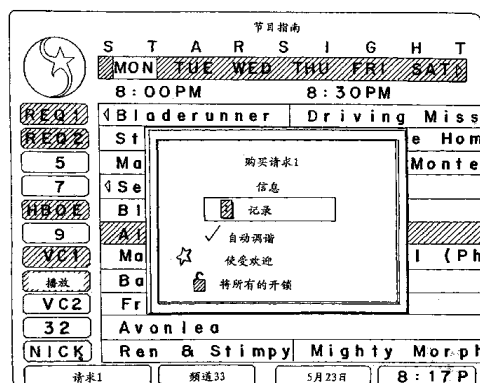 节目指南
S T A R S I G H T
MON TUE WED THU FRI SAT
8:00PM 8:30PM
REQ1 Bladerunner Driving Miss
REQ2 St e Hom
5 Ma Monte
7 Se
HBOE Bl
9 Al
VC1 Ma l (Ph
播放 Ba
VC2 Fr
32 Avonlea
NICK Ren & Stimpy Mighty Morph
购买请求1
信息
记录
自动调谐
使受欢迎
将所有的开锁
请求1 频道33 5月23日 8:17P